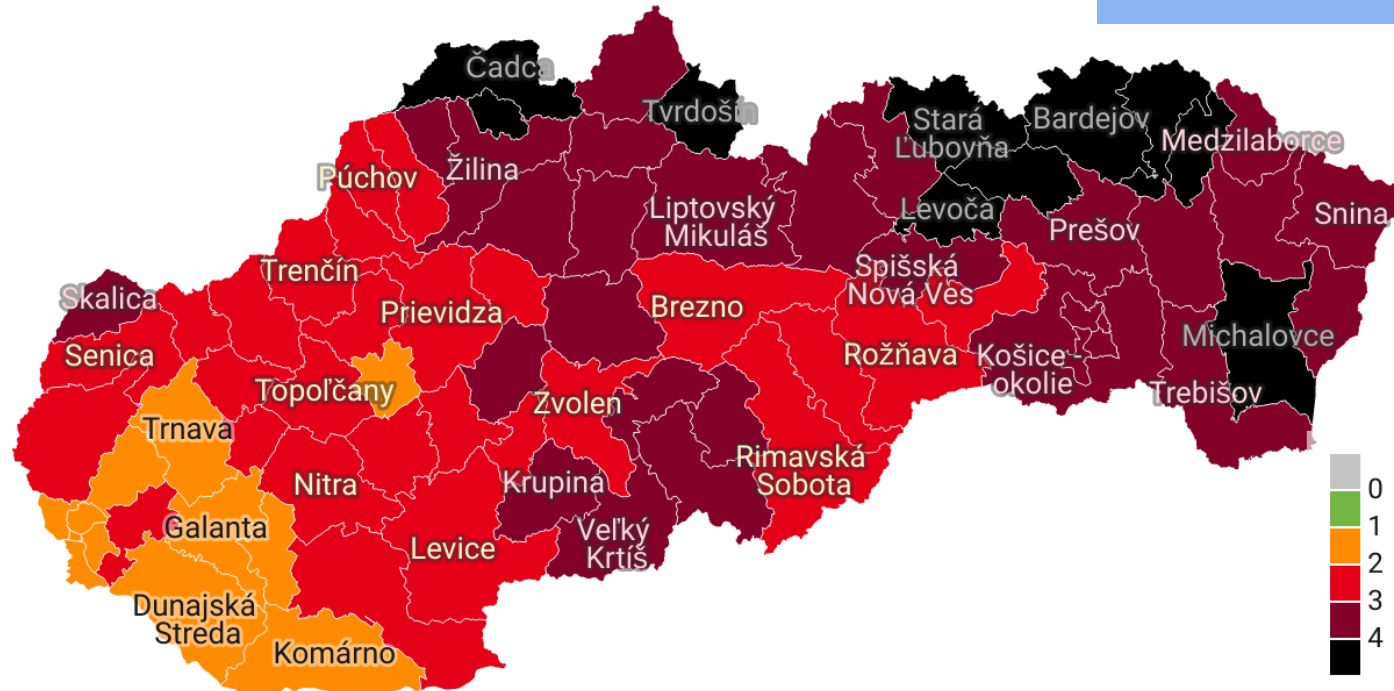 Čadca
Tvrdošín
Stará
Ľubovňa
Bardejov
Medzilaborce
Púchov
Žilina
Liptovský
Mikuláš
Levoča
Prešov
Snina
Trenčín
Spišská
Nová Ves
Skalica
Prievidza
Brezno
Michalovce
Senica
Topoľčany
Rožňava
Košice -
okolie
Trebišov
Zvolen
Trnava
Rimavská
Sobota
Nitra
Krupina
Galanta
Levice
Veľký
Krtíš
Dunajská
Streda
Komárno
0
1
2
3
4